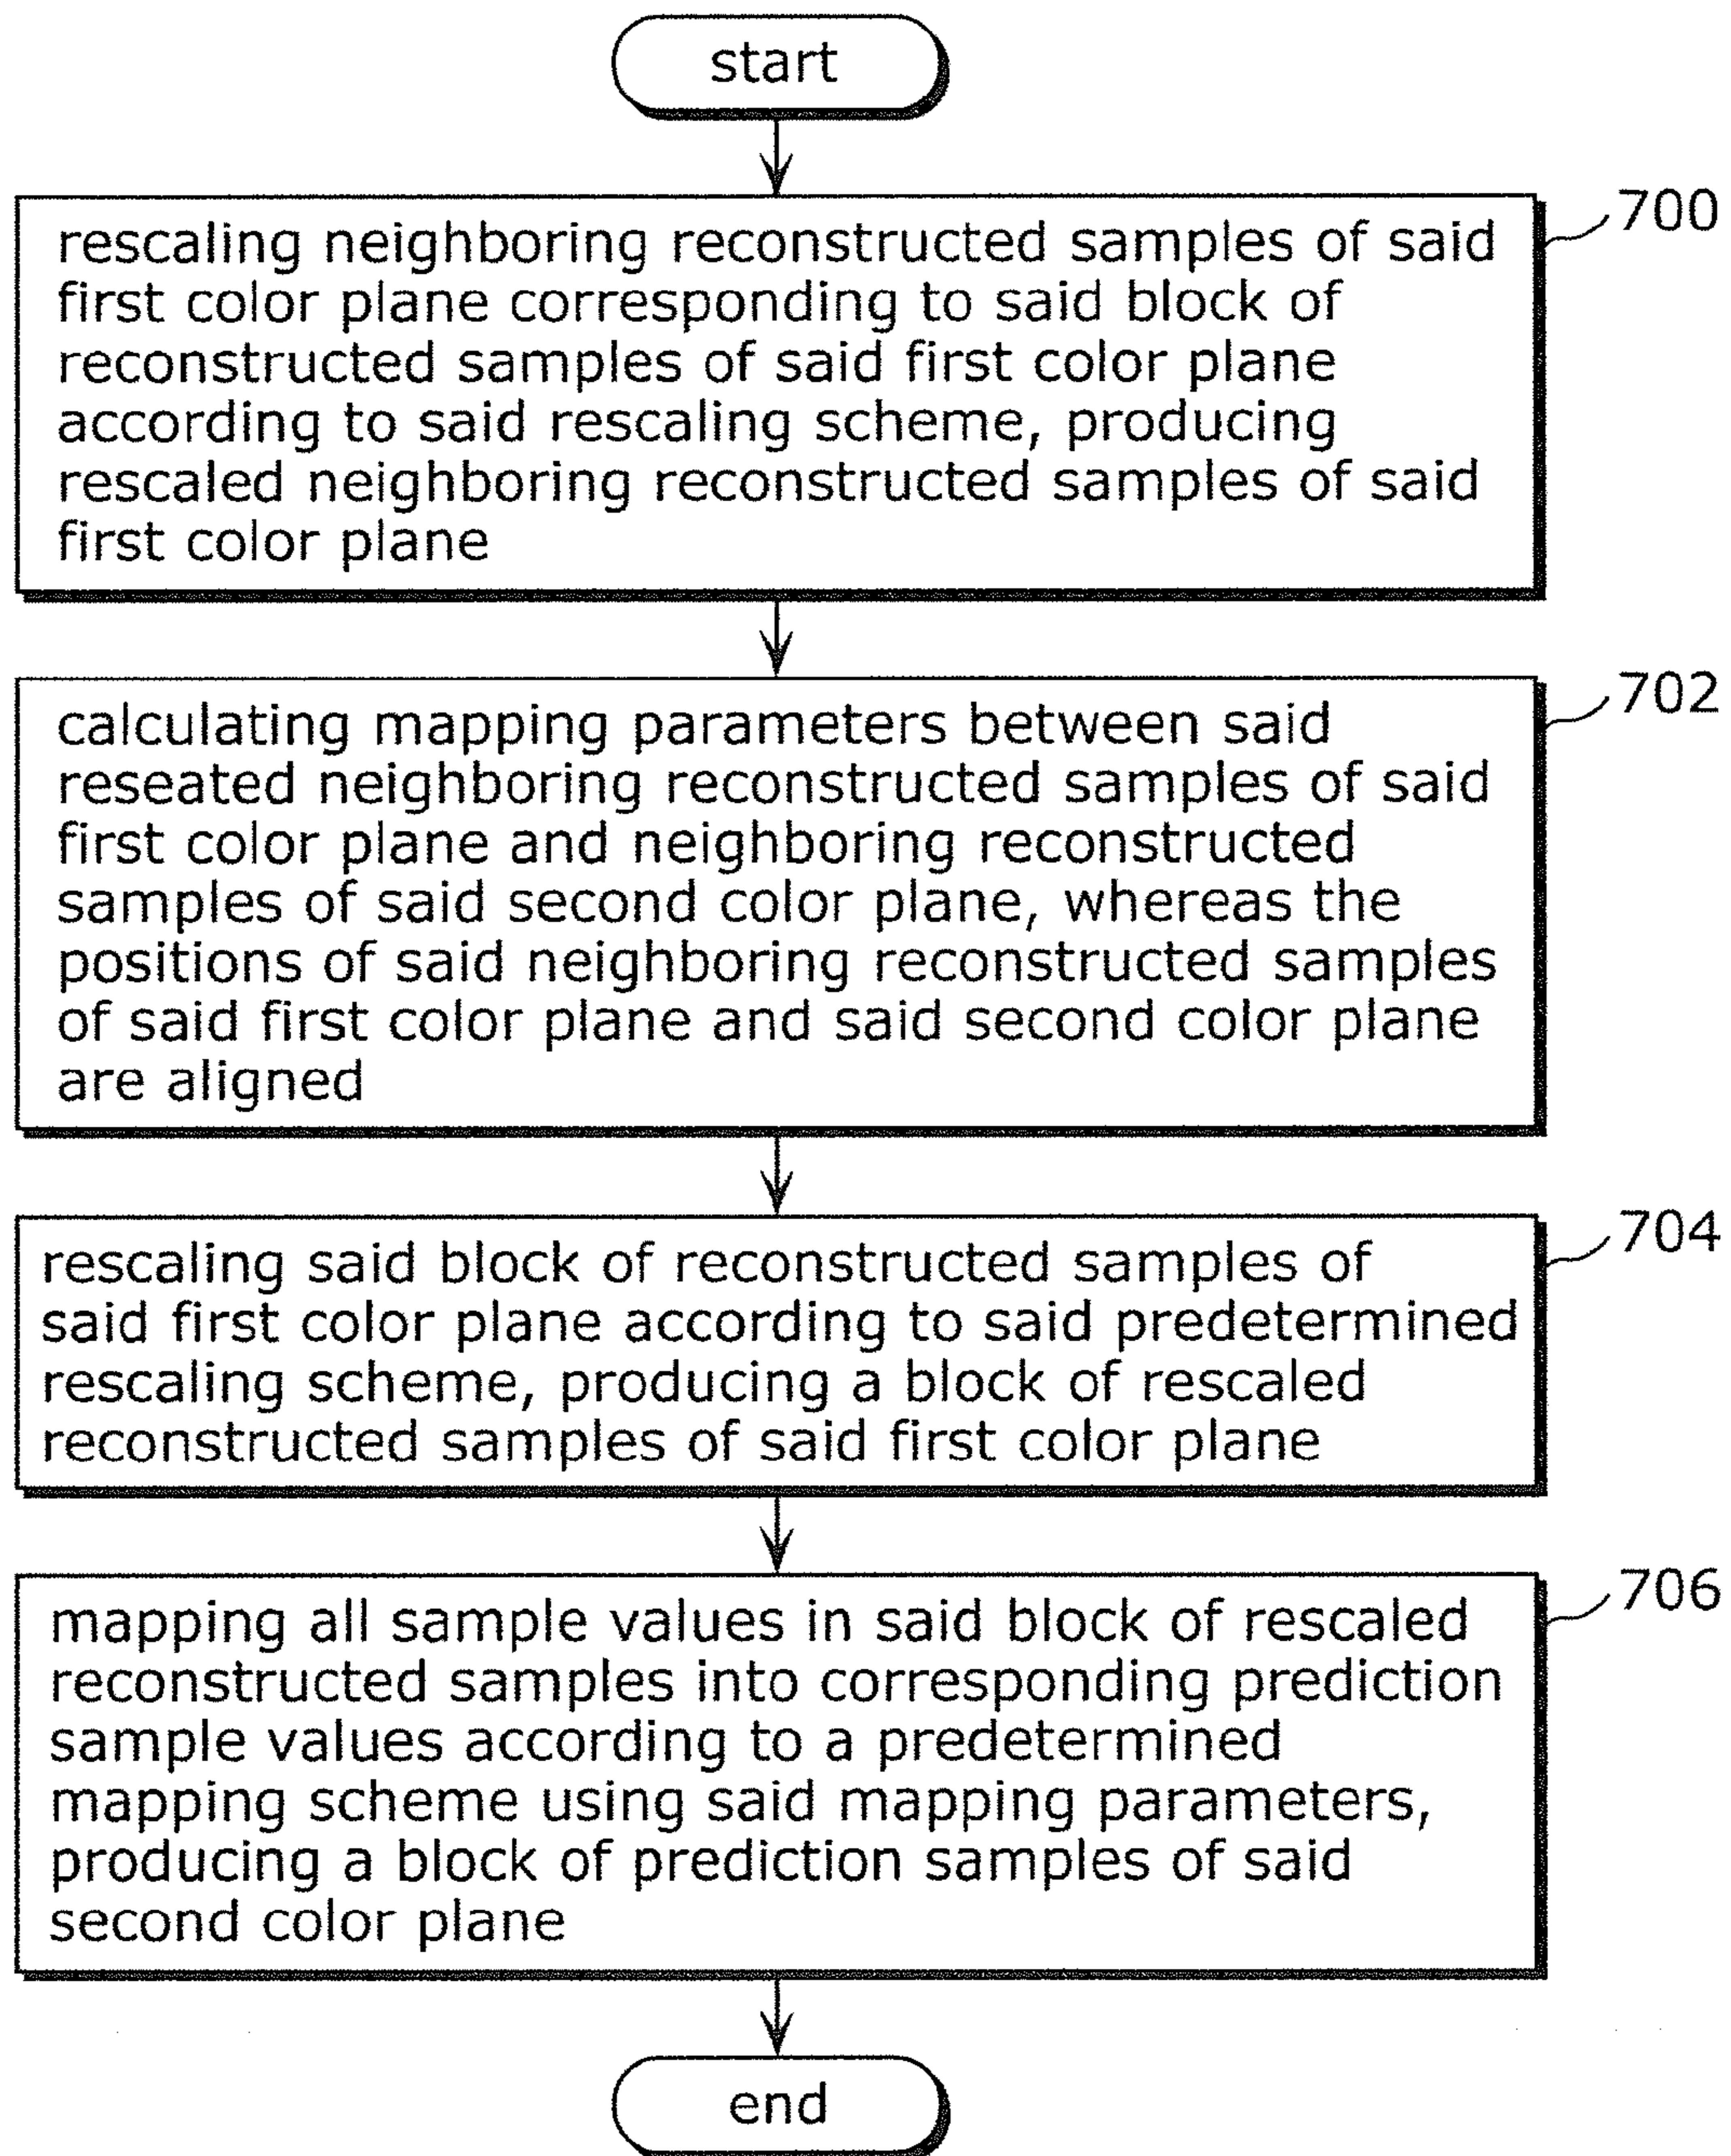 start
rescaling neighboring reconstructed samples of said
first color plane corresponding to said block of
reconstructed samples of said first color plane
according to said rescaling scheme, producing
rescaled neighboring reconstructed samples of said
first color plane
700
calculating mapping parameters between said
reseated neighboring reconstructed samples of said
first color plane and neighboring reconstructed
samples of said second color plane, whereas the
positions of said neighboring reconstructed samples
of said first color plane and said second color plane
are aligned
702
rescaling said block of reconstructed samples of
said first color plane according to said predetermined
rescaling scheme, producing a block of rescaled
reconstructed samples of said first color plane
704
mapping all sample values in said block of rescaled
reconstructed samples into corresponding prediction
sample values according to a predetermined
mapping scheme using said mapping parameters,
producing a block of prediction samples of said
second color plane
706
end